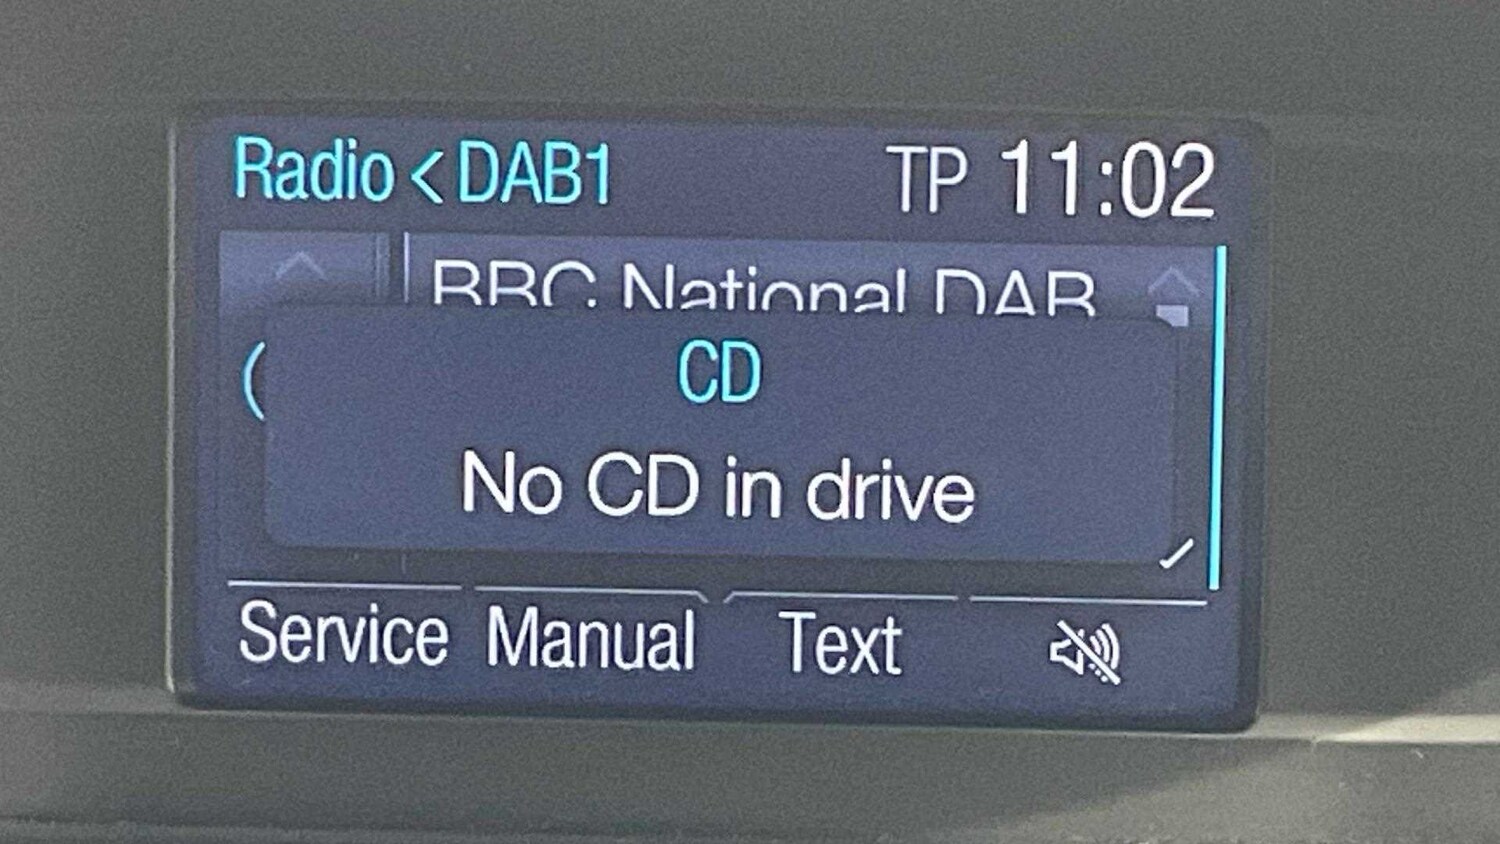 Radio < DAB1 TP 11:02
BBC National DAB
CD
No CD in drive
Service Manual Text